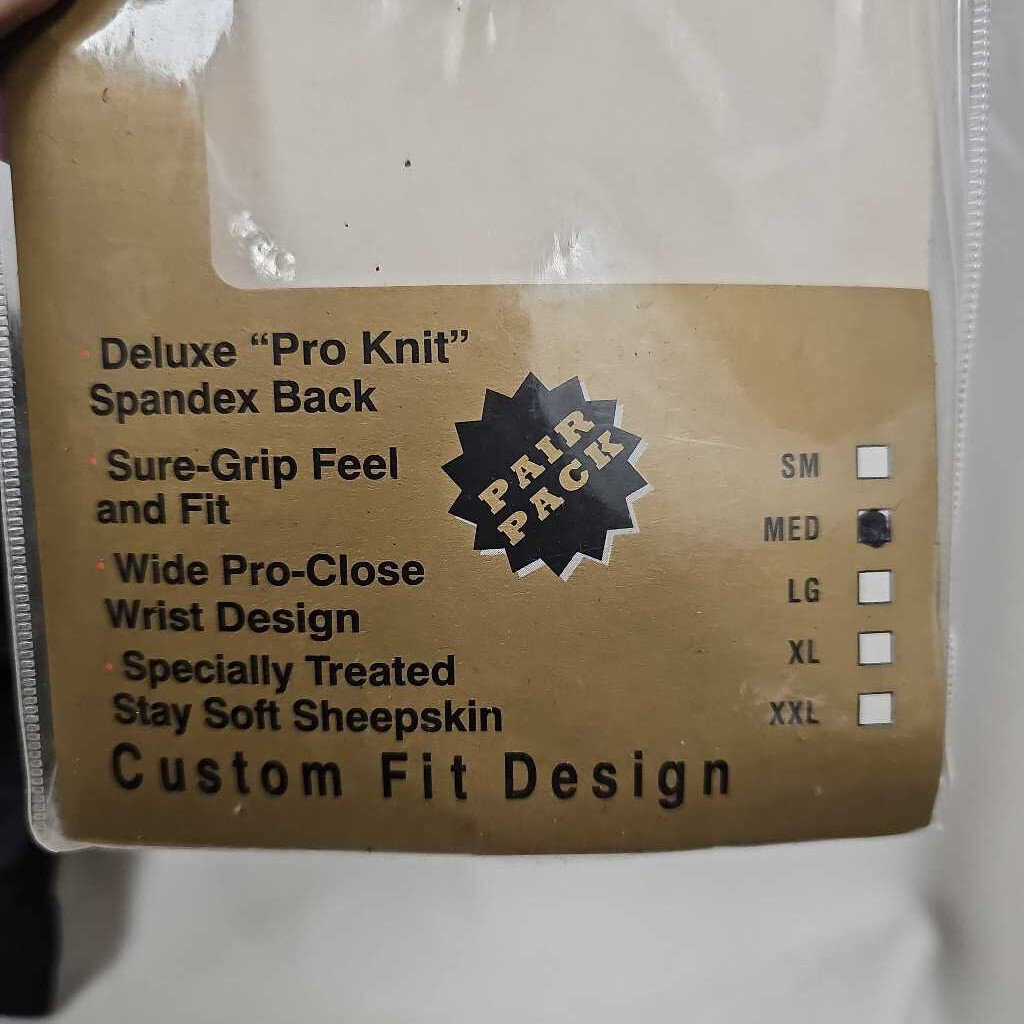 Deluxe “Pro Knit”
Spandex Back
Sure-Grip Feel
and Fit
Wide Pro-Close
Wrist Design
Specially Treated
Stay Soft Sheepskin
Custom Fit Design
PAIR
PACK
SM
MED
LG
XL
XXL